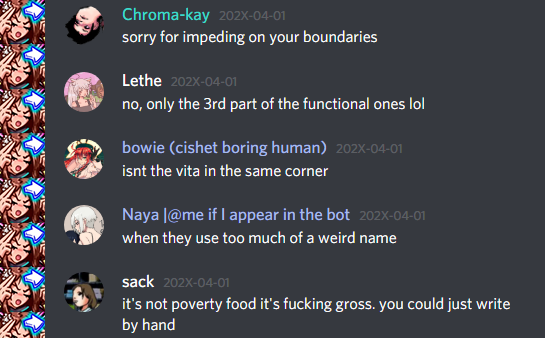 Chroma-kay 202X-04-01
sorry for impeding on your boundaries
Lethe 202X-04-01
no, only the 3rd part of the functional ones lol
bowie (cishet boring human) 202X-04-01
isnt the vita in the same corner
Naya |@me if I appear in the bot 202X-04-01
when they use too much of a weird name
sack 202X-04-01
it's not poverty food it's fucking gross. you could just write
by hand